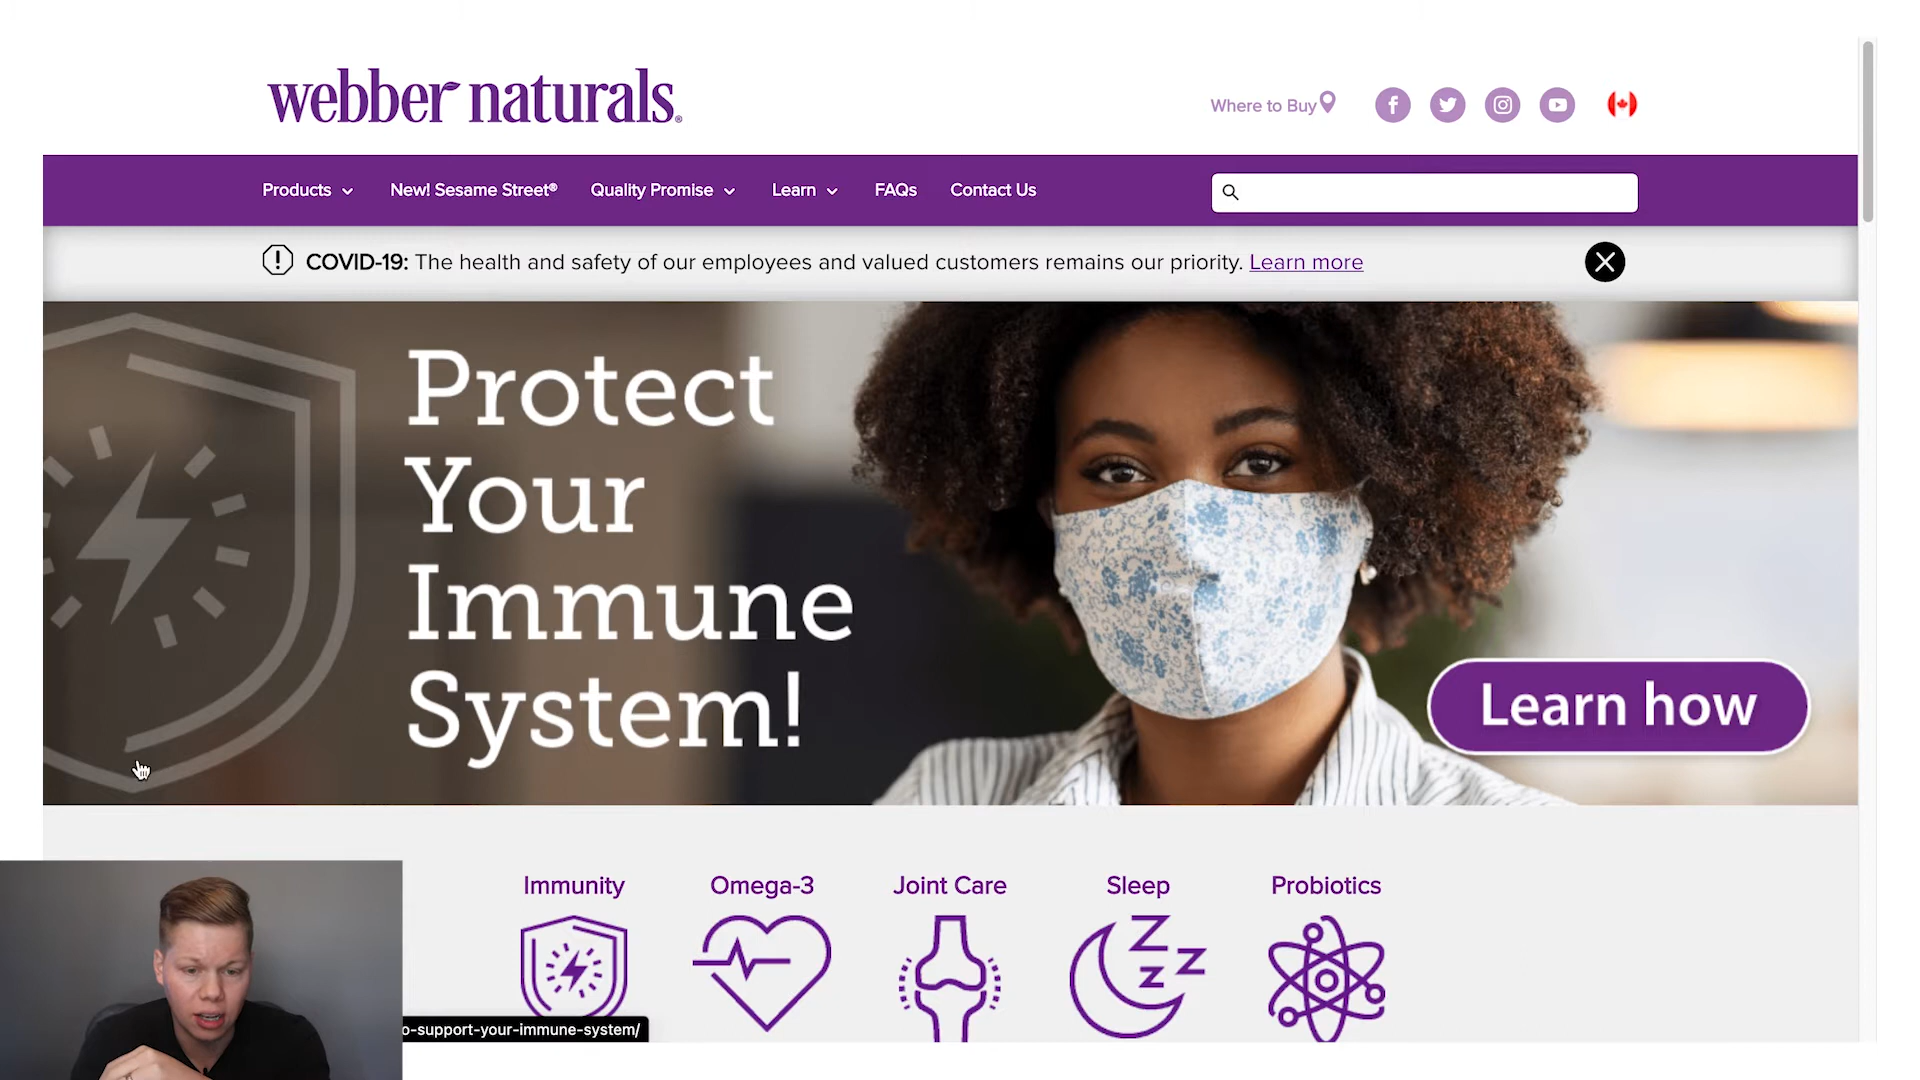 webber naturals®
Where to Buy
Products
New! Sesame Street®
Quality Promise
Learn
FAQs
Contact Us
COVID-19: The health and safety of our employees and valued customers remains our priority. Learn more
Protect
Your
Immune
System!
Learn how
Immunity
Omega-3
Joint Care
Sleep
Probiotics
o-support-your-immune-system/